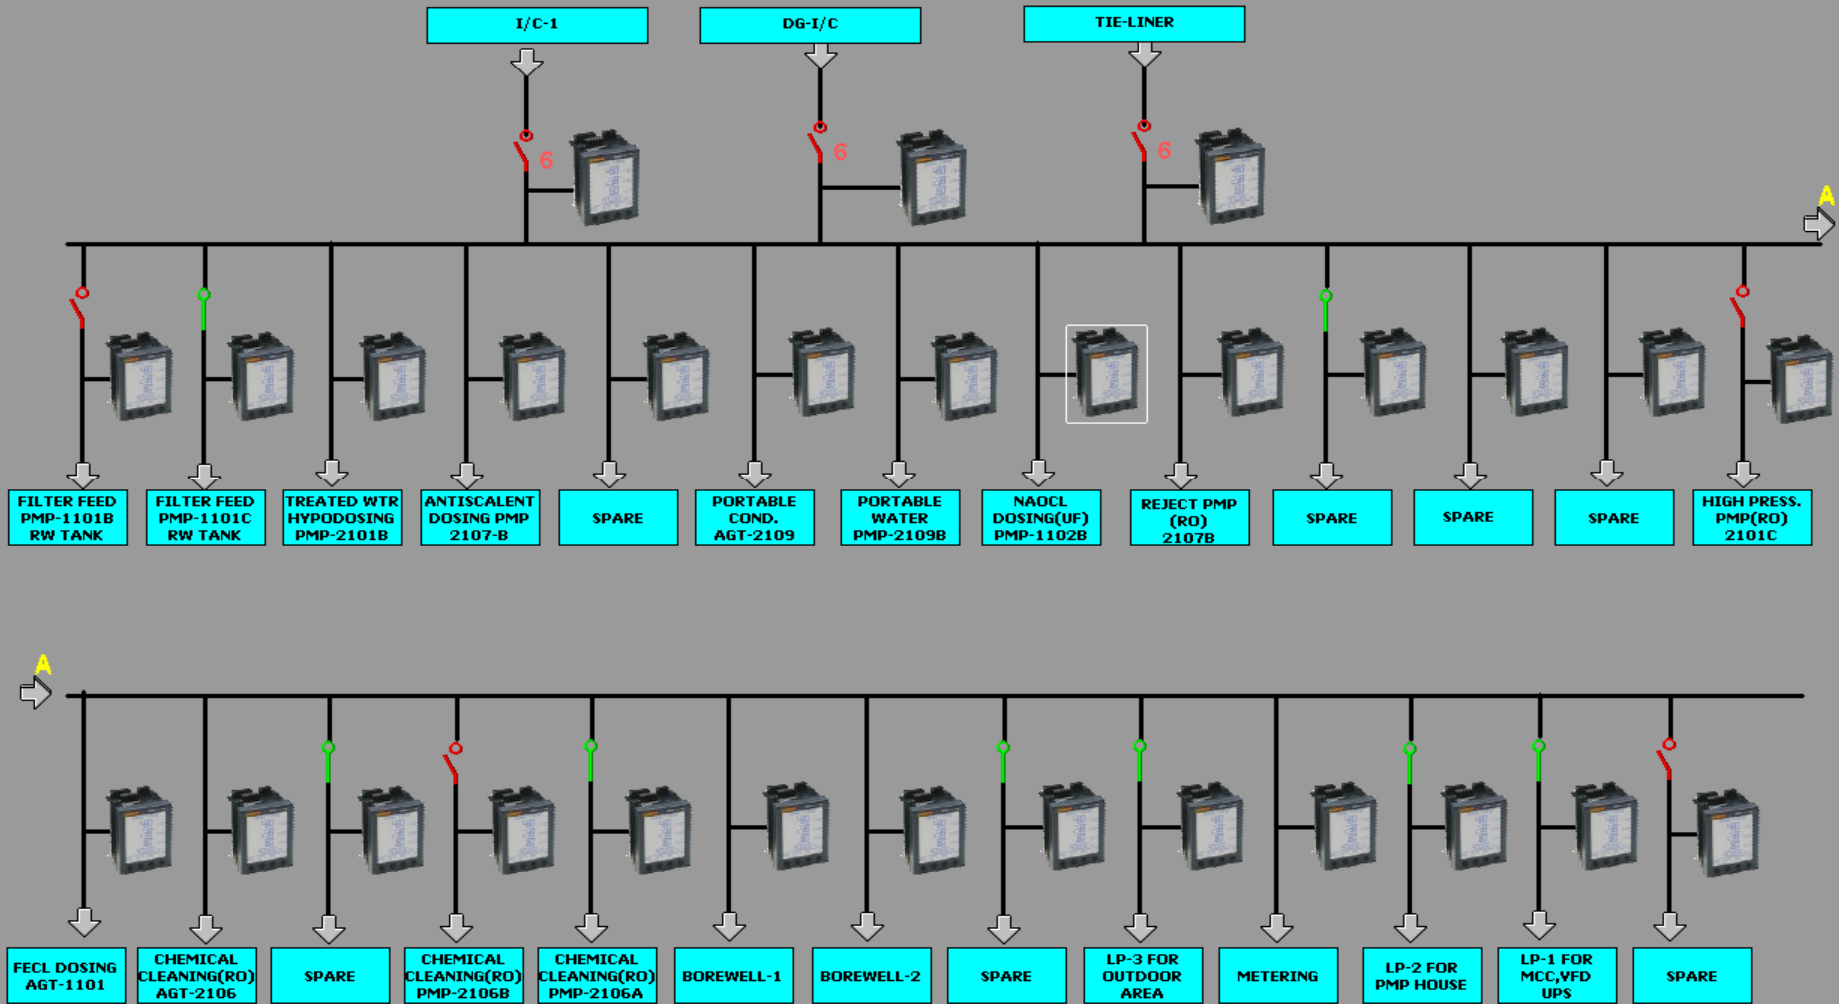 I/C-1
DG-I/C
TIE-LINER
6
6
6
A
FILTER FEED
PMP-1101B
RW TANK
FILTER FEED
PMP-1101C
RW TANK
TREATED WTR
HYPODOSING
PMP-2101B
ANTISCALENT
DOSING PMP
2107-B
SPARE
PORTABLE
COND.
AGT-2109
PORTABLE
WATER
PMP-2109B
NAOCL
DOSING(UF)
PMP-1102B
REJECT PMP
(RO)
2107B
SPARE
SPARE
SPARE
HIGH PRESS.
PMP(RO)
2101C
A
FECL DOSING
AGT-1101
CHEMICAL
CLEANING(RO)
AGT-2106
SPARE
CHEMICAL
CLEANING(RO)
PMP-2106B
CHEMICAL
CLEANING(RO)
PMP-2106A
BOREWELL-1
BOREWELL-2
SPARE
LP-3 FOR
OUTDOOR
AREA
METERING
LP-2 FOR
PMP HOUSE
LP-1 FOR
MCC,VFD
UPS
SPARE